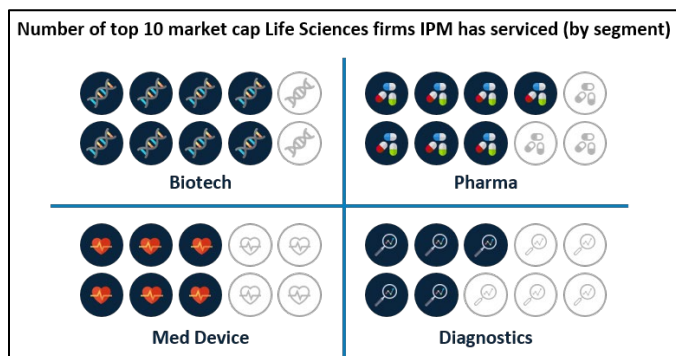 Number of top 10 market cap Life Sciences firms IPM has serviced (by segment)
Biotech
Pharma
Med Device
Diagnostics